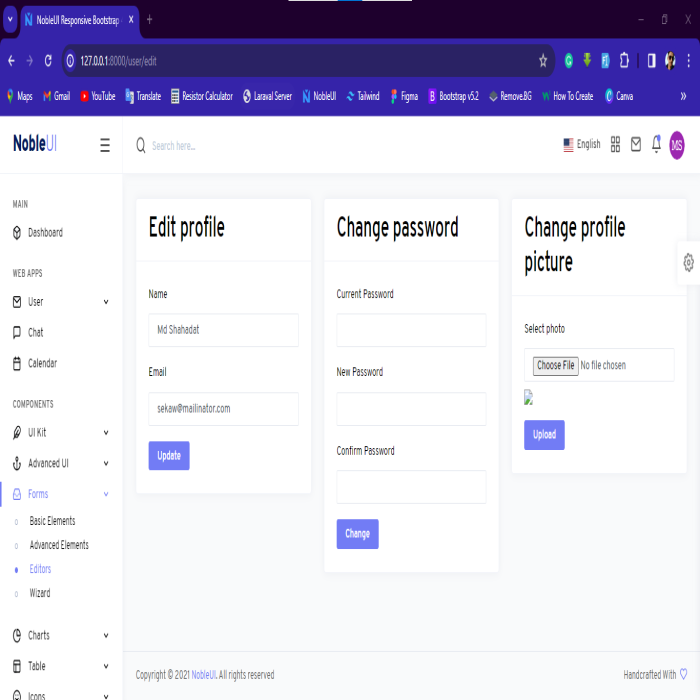 NobleUI Responsive Bootstrap
127.0.0.1:8000/user/edit
Maps Gmail YouTube Translate Resistor Calculator Laraval Server NobleUI Tailwind Figma Bootstrap v5.2 Remove.BG How To Create Canva
NobleUI
Search here...
English
MS
MAIN
Dashboard
WEB APPS
User
Chat
Calendar
COMPONENTS
UI Kit
Advanced UI
Forms
Basic Elements
Advanced Elements
Editors
Wizard
Charts
Table
Icons
Edit profile
Name
Md Shahadat
Email
sekaw@mailinator.com
Update
Change password
Current Password
New Password
Confirm Password
Change
Change profile
picture
Select photo
Choose File No file chosen
Upload
Copyright © 2021 NobleUI. All rights reserved
Handcrafted With